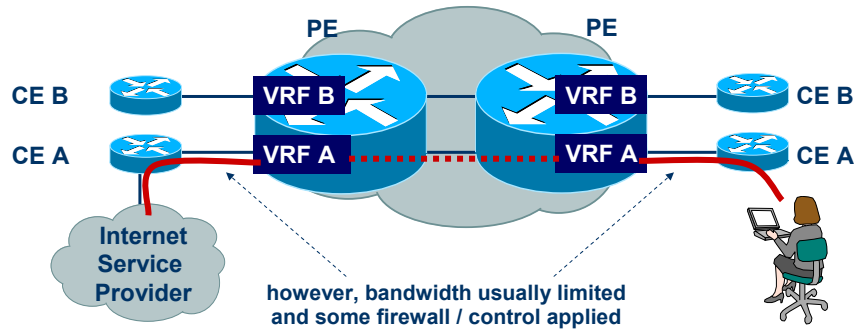 PE
PE
CE B
VRF B
VRF B
CE B
CE A
VRF A
VRF A
CE A
Internet
Service
Provider
however, bandwidth usually limited
and some firewall / control applied